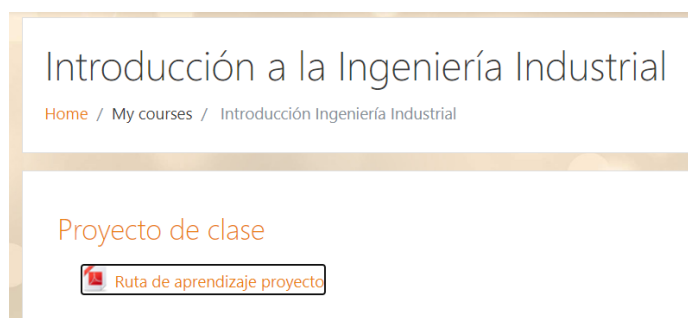 Introducción a la Ingeniería Industrial
Home / My courses / Introducción Ingeniería Industrial
Proyecto de clase
Ruta de aprendizaje proyecto